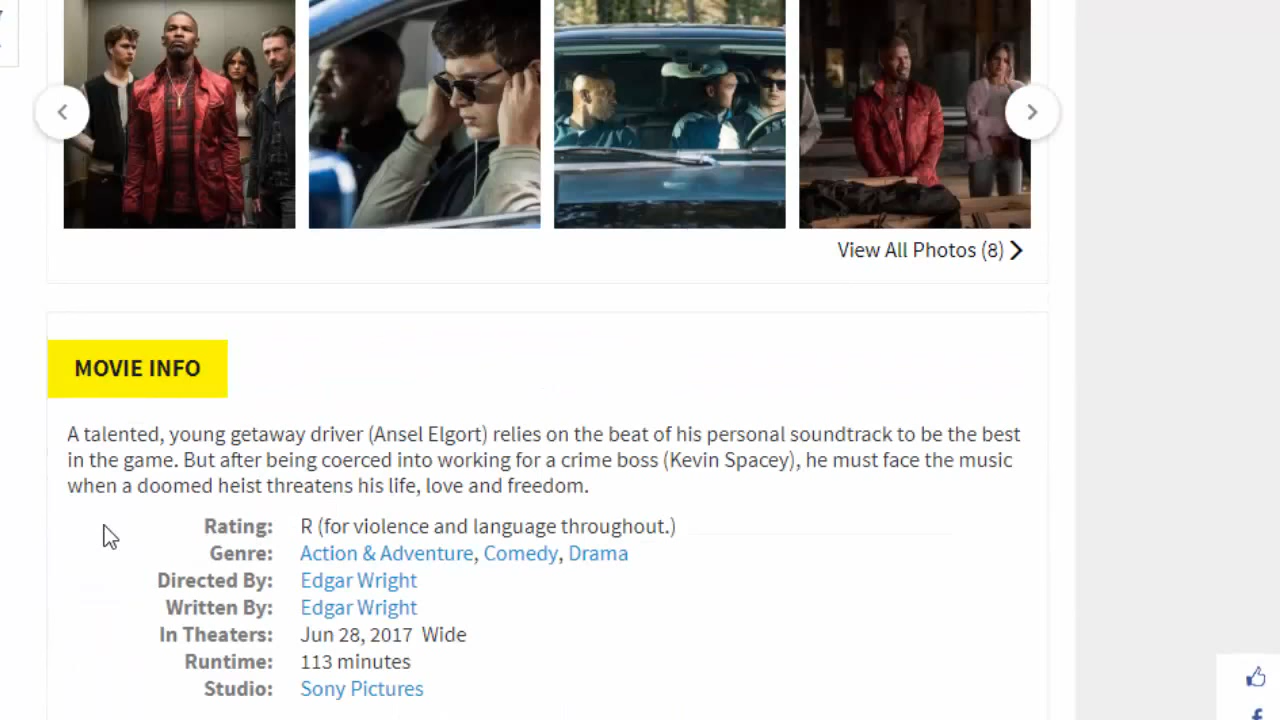 View All Photos (8)
MOVIE INFO
A talented, young getaway driver (Ansel Elgort) relies on the beat of his personal soundtrack to be the best
in the game. But after being coerced into working for a crime boss (Kevin Spacey), he must face the music
when a doomed heist threatens his life, love and freedom.
Rating: R (for violence and language throughout.)
Genre: Action & Adventure, Comedy, Drama
Directed By: Edgar Wright
Written By: Edgar Wright
In Theaters: Jun 28, 2017 Wide
Runtime: 113 minutes
Studio: Sony Pictures